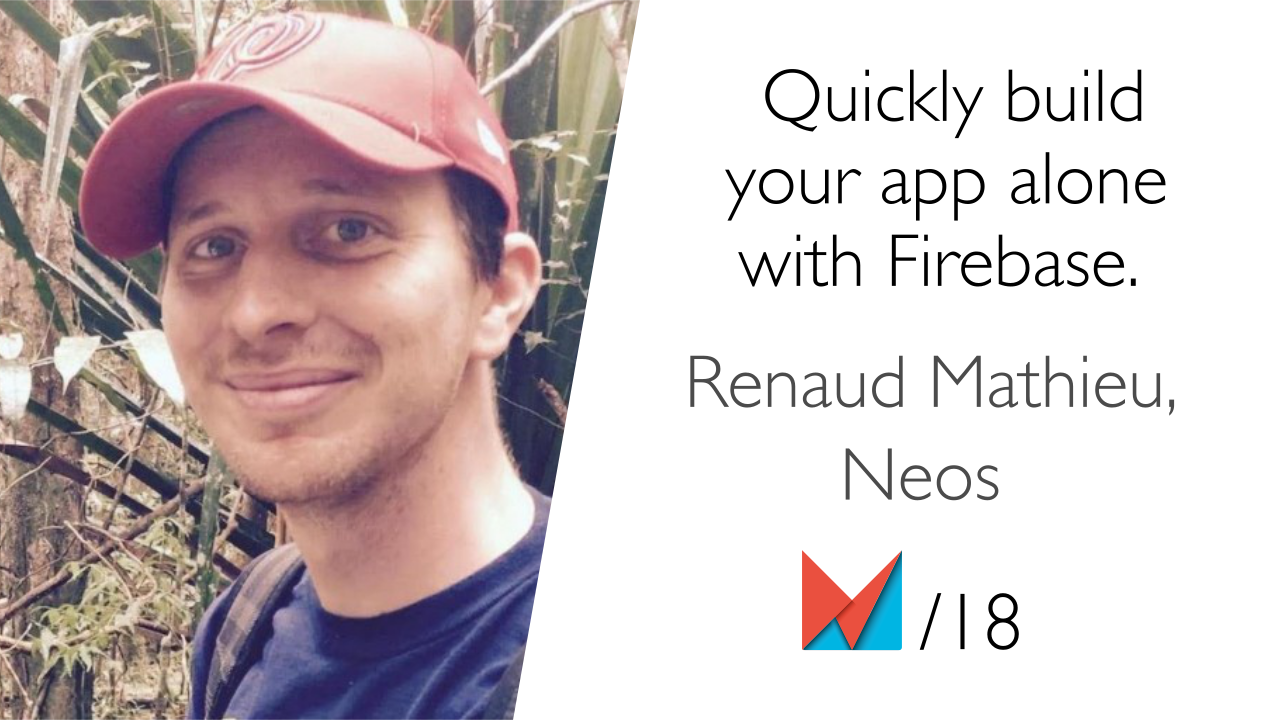 Quickly build
your app alone
with Firebase.
Renaud Mathieu,
Neos
/18